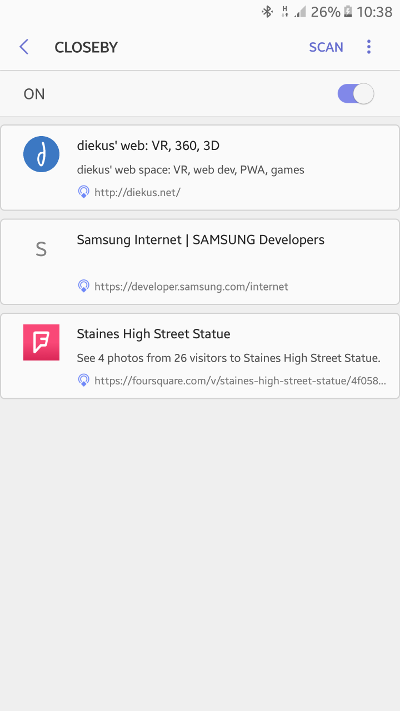 H 26% 10:38
CLOSEBY SCAN
ON
diekus' web: VR, 360, 3D
diekus' web space: VR, web dev, PWA, games
http://diekus.net/
S
Samsung Internet | SAMSUNG Developers
https://developer.samsung.com/internet
Staines High Street Statue
See 4 photos from 26 visitors to Staines High Street Statue.
https://foursquare.com/v/staines-high-street-statue/4f058...